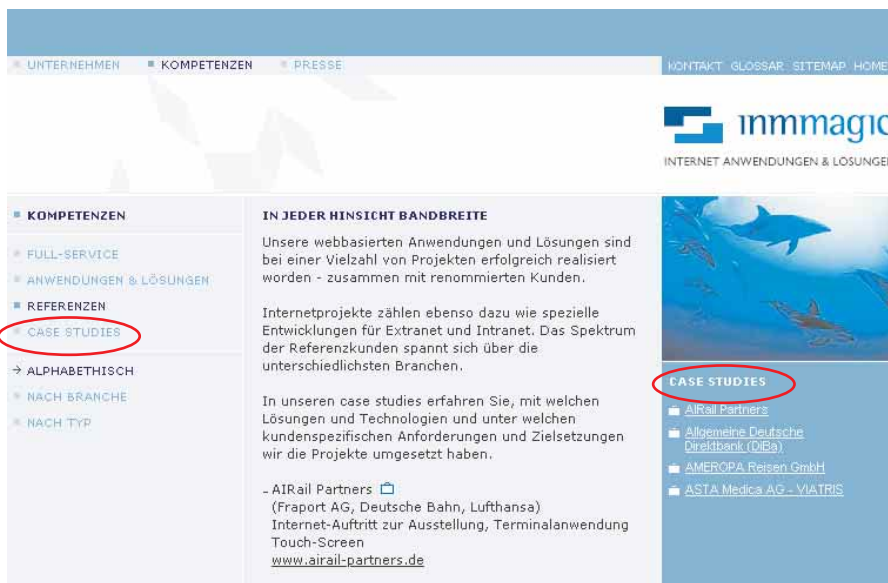 UNTERNEHMEN KOMPETENZEN PRESSE
KONTAKT GLOSSAR SITEMAP HOME
inmmagic
INTERNET ANWENDUNGEN & LÖSUNGEN
KOMPETENZEN
FULL-SERVICE
ANWENDUNGEN & LÖSUNGEN
REFERENZEN
CASE STUDIES
→ ALPHABETHISCH
NACH BRANCHE
NACH TYP
IN JEDER HINSICHT BANDBREITE
Unsere webbasierten Anwendungen und Lösungen sind
bei einer Vielzahl von Projekten erfolgreich realisiert
worden - zusammen mit renommierten Kunden.
Internetprojekte zählen ebenso dazu wie spezielle
Entwicklungen für Extranet und Intranet. Das Spektrum
der Referenzkunden spannt sich über die
unterschiedlichsten Branchen.
In unseren case studies erfahren Sie, mit welchen
Lösungen und Technologien und unter welchen
kundenspezifischen Anforderungen und Zielsetzungen
wir die Projekte umgesetzt haben.
- AIRail Partners
(Fraport AG, Deutsche Bahn, Lufthansa)
Internet-Auftritt zur Ausstellung, Terminalanwendung
Touch-Screen
www.airail-partners.de
CASE STUDIES
AIRail Partners
Allgemeine Deutsche
Direktbank (DiBa)
AMEROPA Reisen GmbH
ASTA Medica AG - VIATRIS